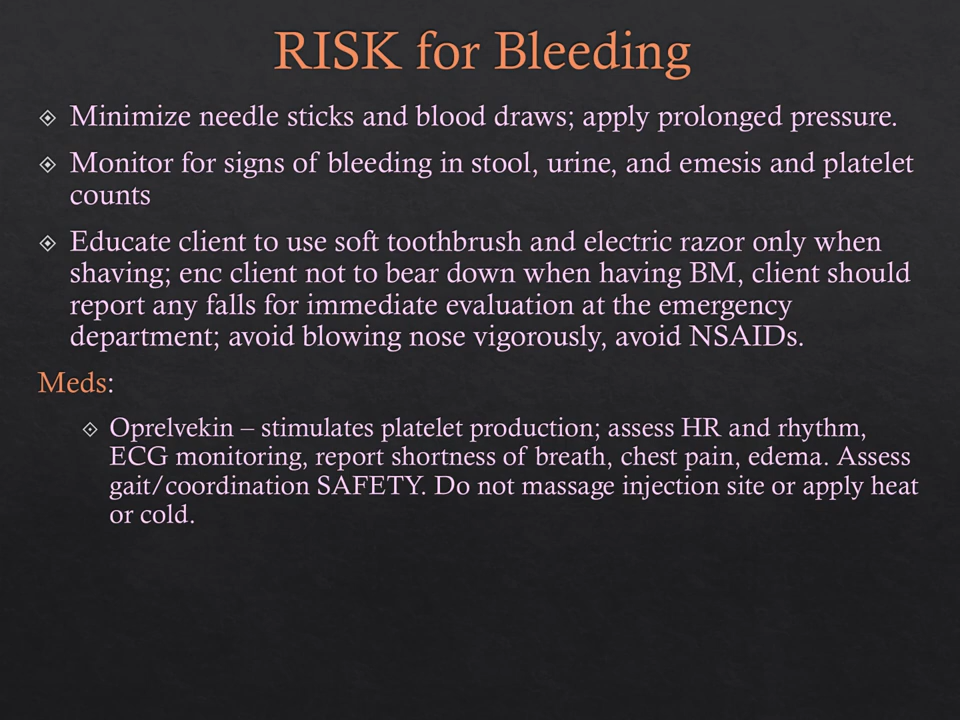 RISK for Bleeding
Minimize needle sticks and blood draws; apply prolonged pressure.
Monitor for signs of bleeding in stool, urine, and emesis and platelet
counts
Educate client to use soft toothbrush and electric razor only when
shaving; enc client not to bear down when having BM, client should
report any falls for immediate evaluation at the emergency
department; avoid blowing nose vigorously, avoid NSAIDs.
Meds:
Oprelvekin – stimulates platelet production; assess HR and rhythm,
ECG monitoring, report shortness of breath, chest pain, edema. Assess
gait/coordination SAFETY. Do not massage injection site or apply heat
or cold.